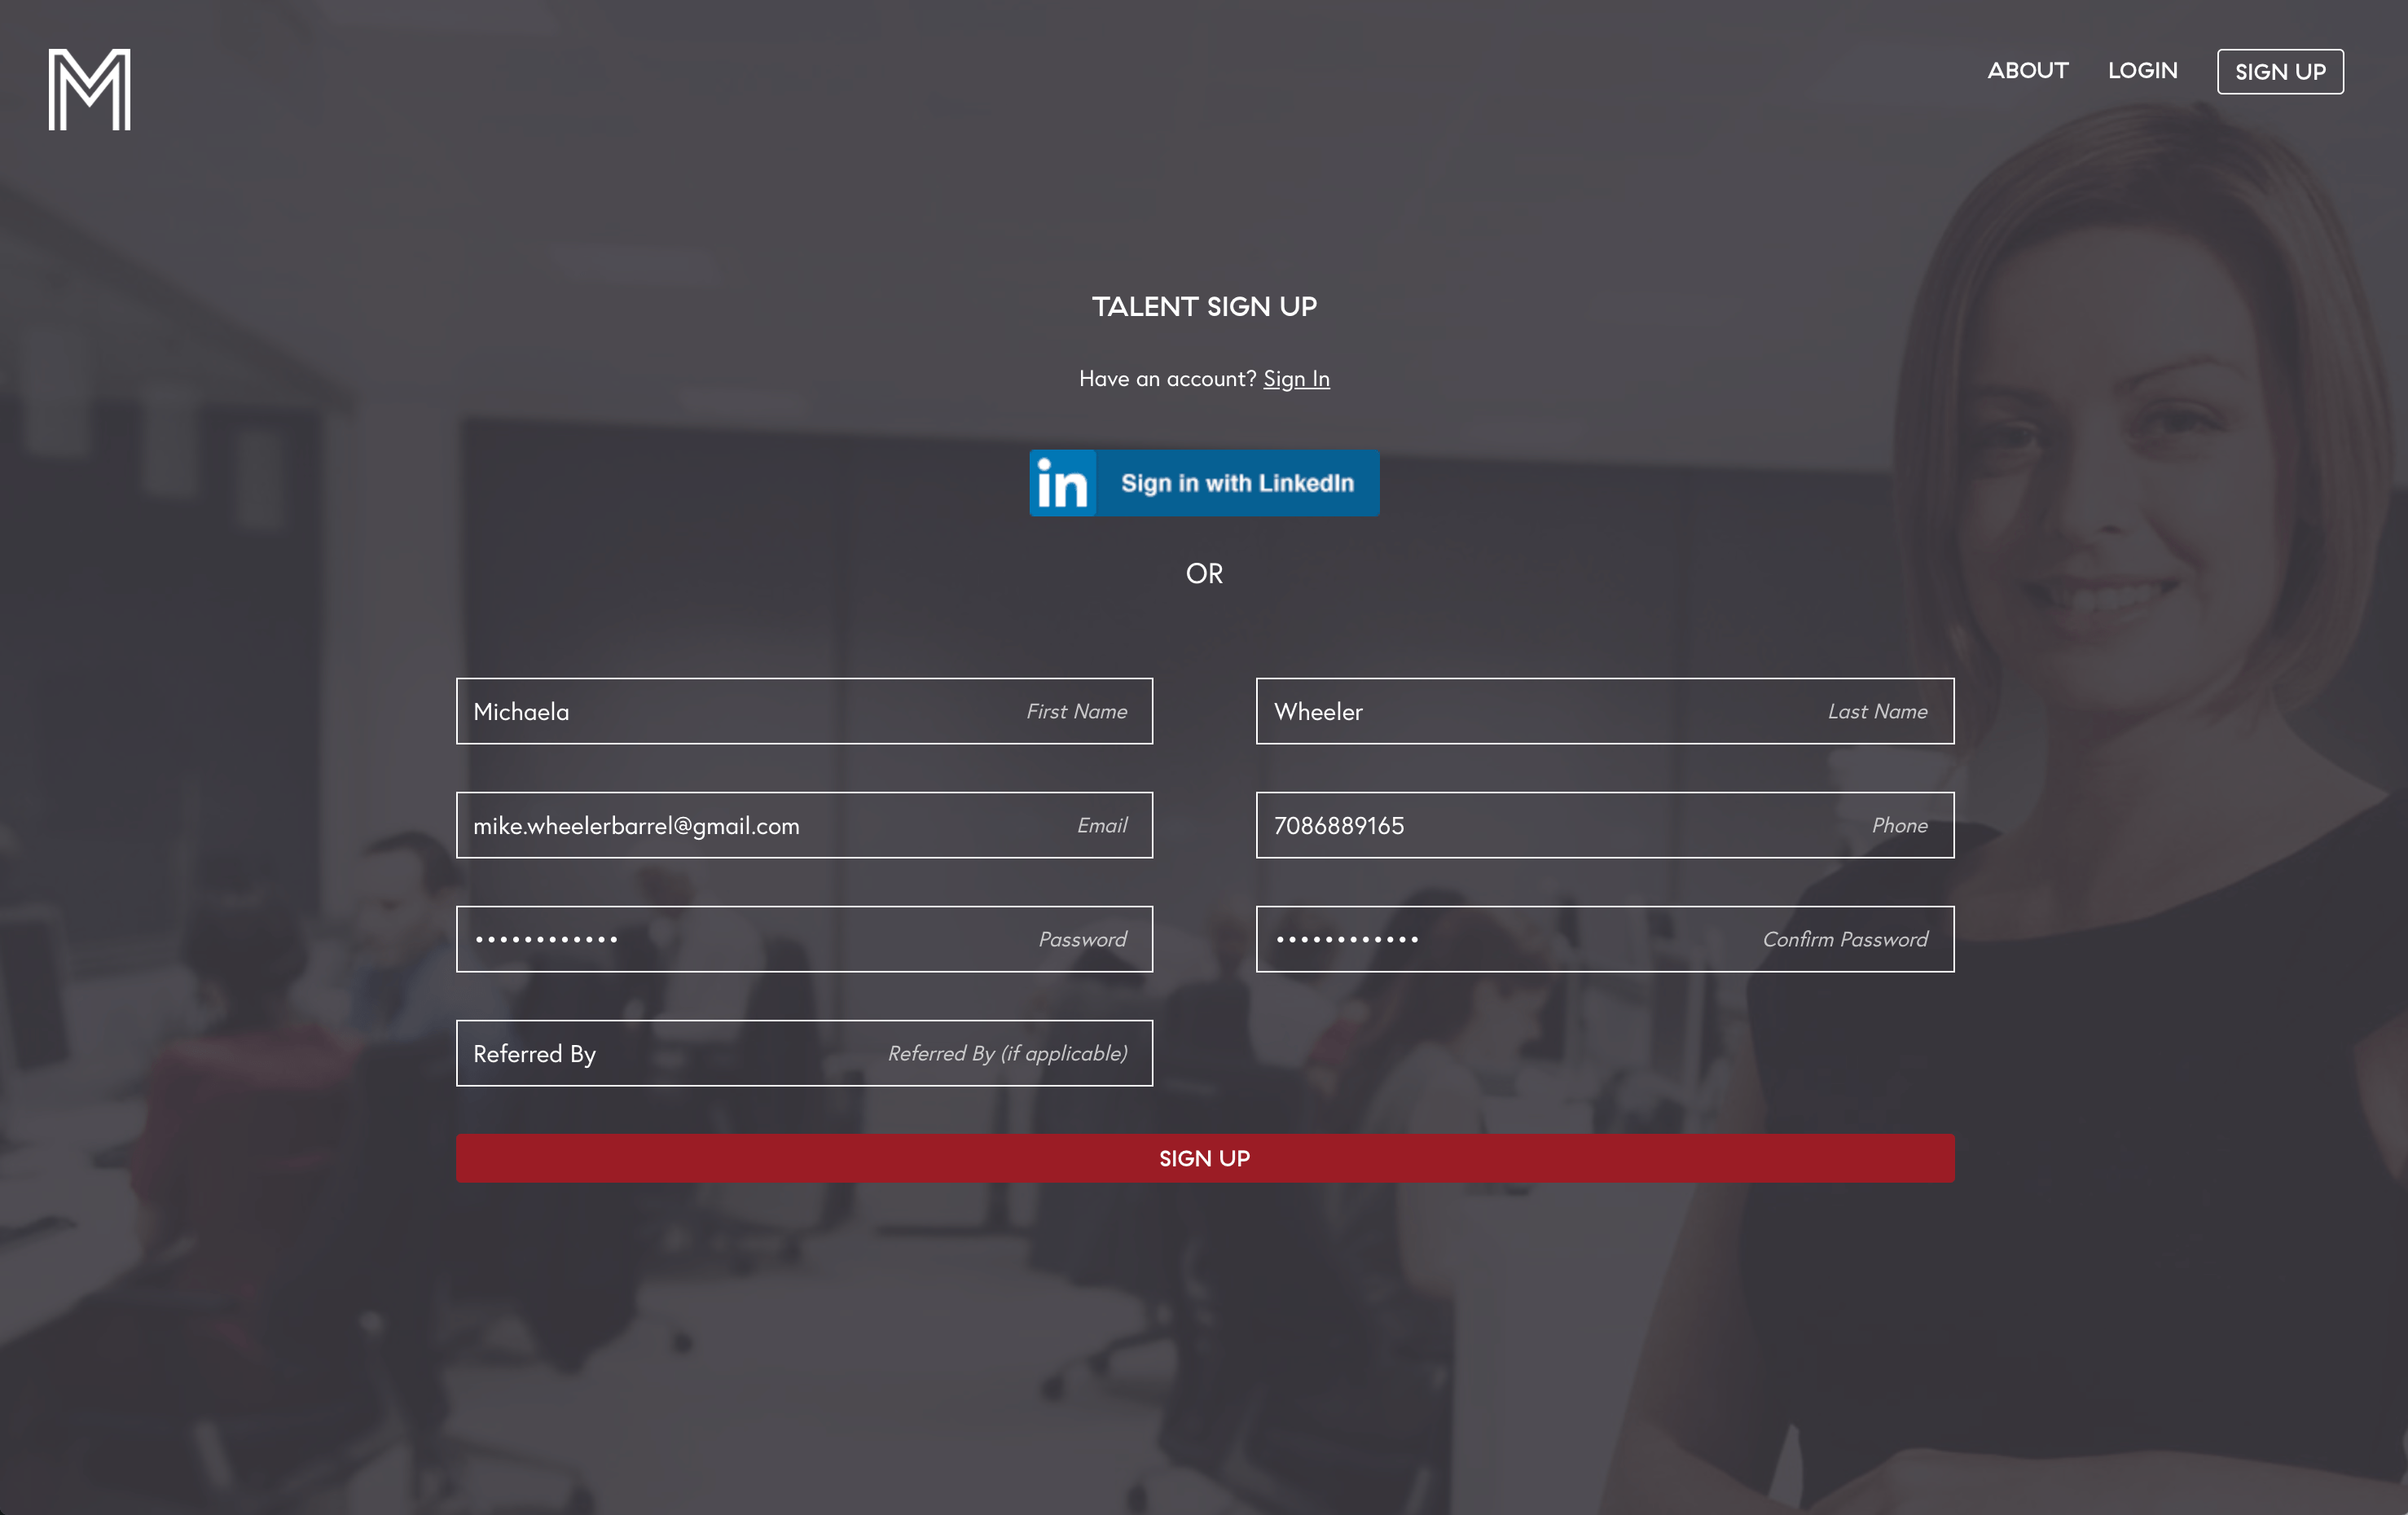 M
ABOUT LOGIN SIGN UP
TALENT SIGN UP
Have an account? Sign In
in Sign in with LinkedIn
OR
Michaela First Name Wheeler Last Name
mike.wheelerbarrel@gmail.com Email 7086889165 Phone
•••••••••••• Password •••••••••••• Confirm Password
Referred By Referred By (if applicable)
SIGN UP